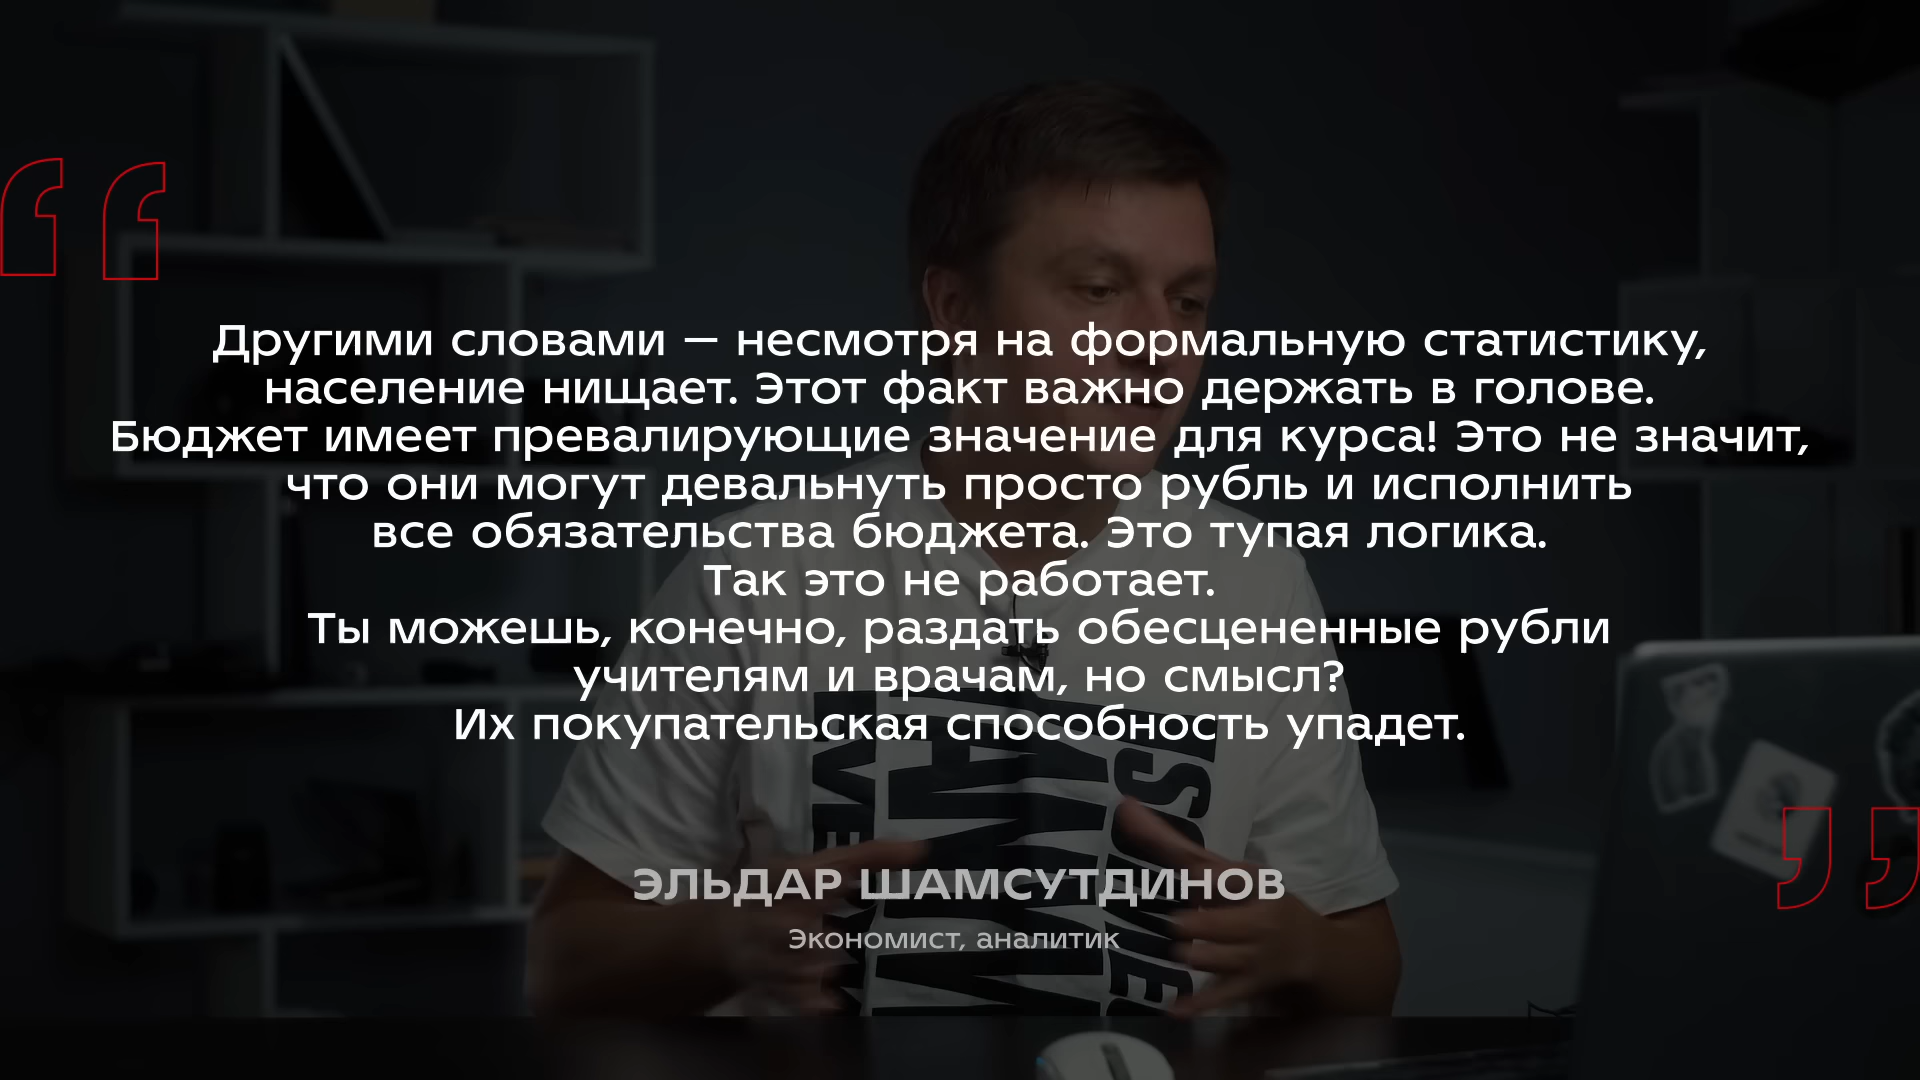 Другими словами — несмотря на формальную статистику,
население нищает. Этот факт важно держать в голове.
Бюджет имеет превалирующие значение для курса! Это не значит,
что они могут девальнуть просто рубль и исполнить
все обязательства бюджета. Это тупая логика.
Так это не работает.
Ты можешь, конечно, раздать обесцененные рубли
учителям и врачам, но смысл?
Их покупательская способность упадет.
ЭЛЬДАР ШАМСУТДИНОВ
Экономист, аналитик